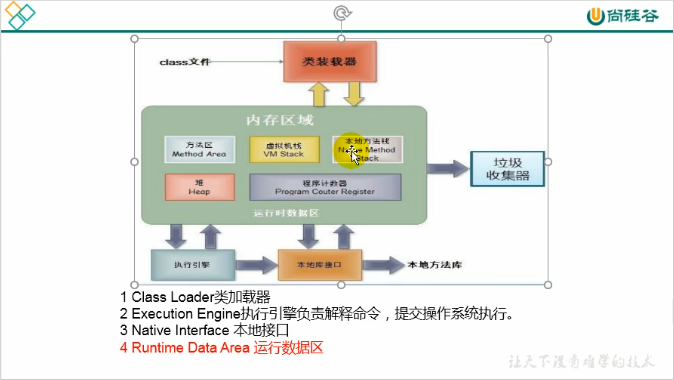 尚硅谷
class文件
类装载器
内存区域
方法区
Method Area
虚拟机栈
VM Stack
本地方法栈
Native Method
Stack
堆
Heap
程序计数器
Program Couter Register
运行时数据区
垃圾
收集器
执行引擎
本地库接口
本地方法库
1 Class Loader类加载器
2 Execution Engine执行引擎负责解释命令，提交操作系统执行。
3 Native Interface 本地接口
4 Runtime Data Area 运行数据区
让天下没有难学的技术